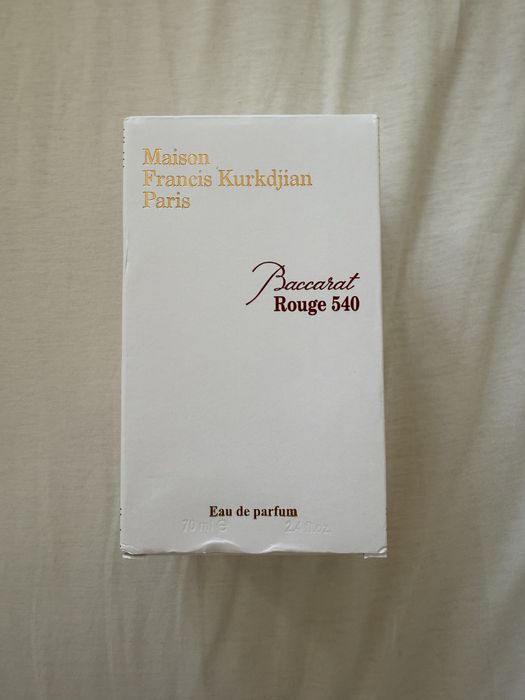 Maison
Francis Kurkdjian
Paris
Baccarat
Rouge 540
Eau de parfum
70 ml ℮ 2.4 fl.oz.